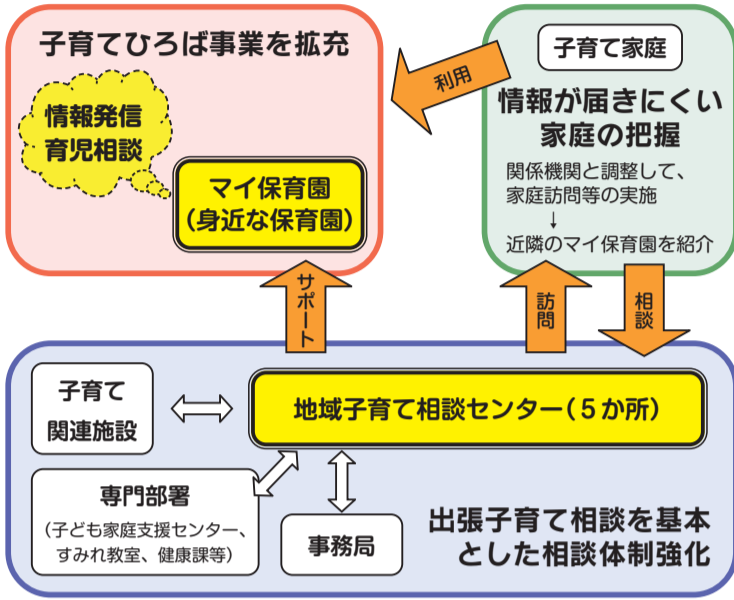 子育てひろば事業を拡充
情報発信
育児相談
マイ保育園
(身近な保育園)
利用
子育て家庭
情報が届きにくい
家庭の把握
関係機関と調整して、
家庭訪問等の実施
↓
近隣のマイ保育園を紹介
サポート
訪問
相談
子育て
関連施設
地域子育て相談センター(5か所)
専門部署
(子ども家庭支援センター、
すみれ教室、健康課等)
事務局
出張子育て相談を基本
とした相談体制強化